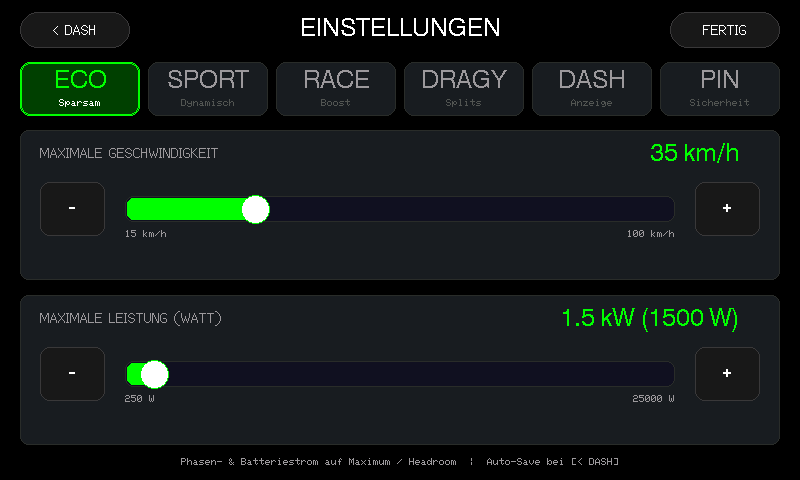 < DASH
EINSTELLUNGEN
FERTIG
ECO
Sparsam
SPORT
Dynamisch
RACE
Boost
DRAGY
Splits
DASH
Anzeige
PIN
Sicherheit
MAXIMALE GESCHWINDIGKEIT
35 km/h
-
+
15 km/h
100 km/h
MAXIMALE LEISTUNG (WATT)
1.5 kW (1500 W)
-
+
250 W
25000 W
Phasen- & Batteriestrom auf Maximum / Headroom | Auto-Save bei [< DASH]